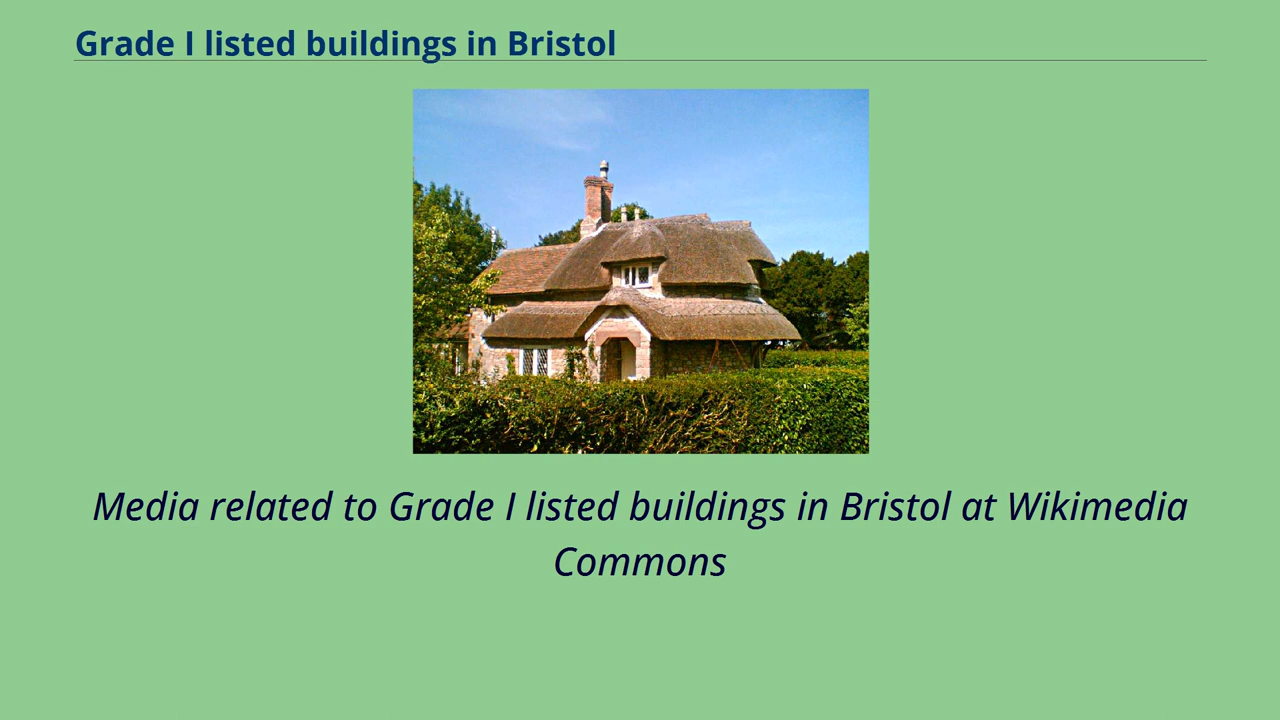 Grade I listed buildings in Bristol
Media related to Grade I listed buildings in Bristol at Wikimedia
Commons